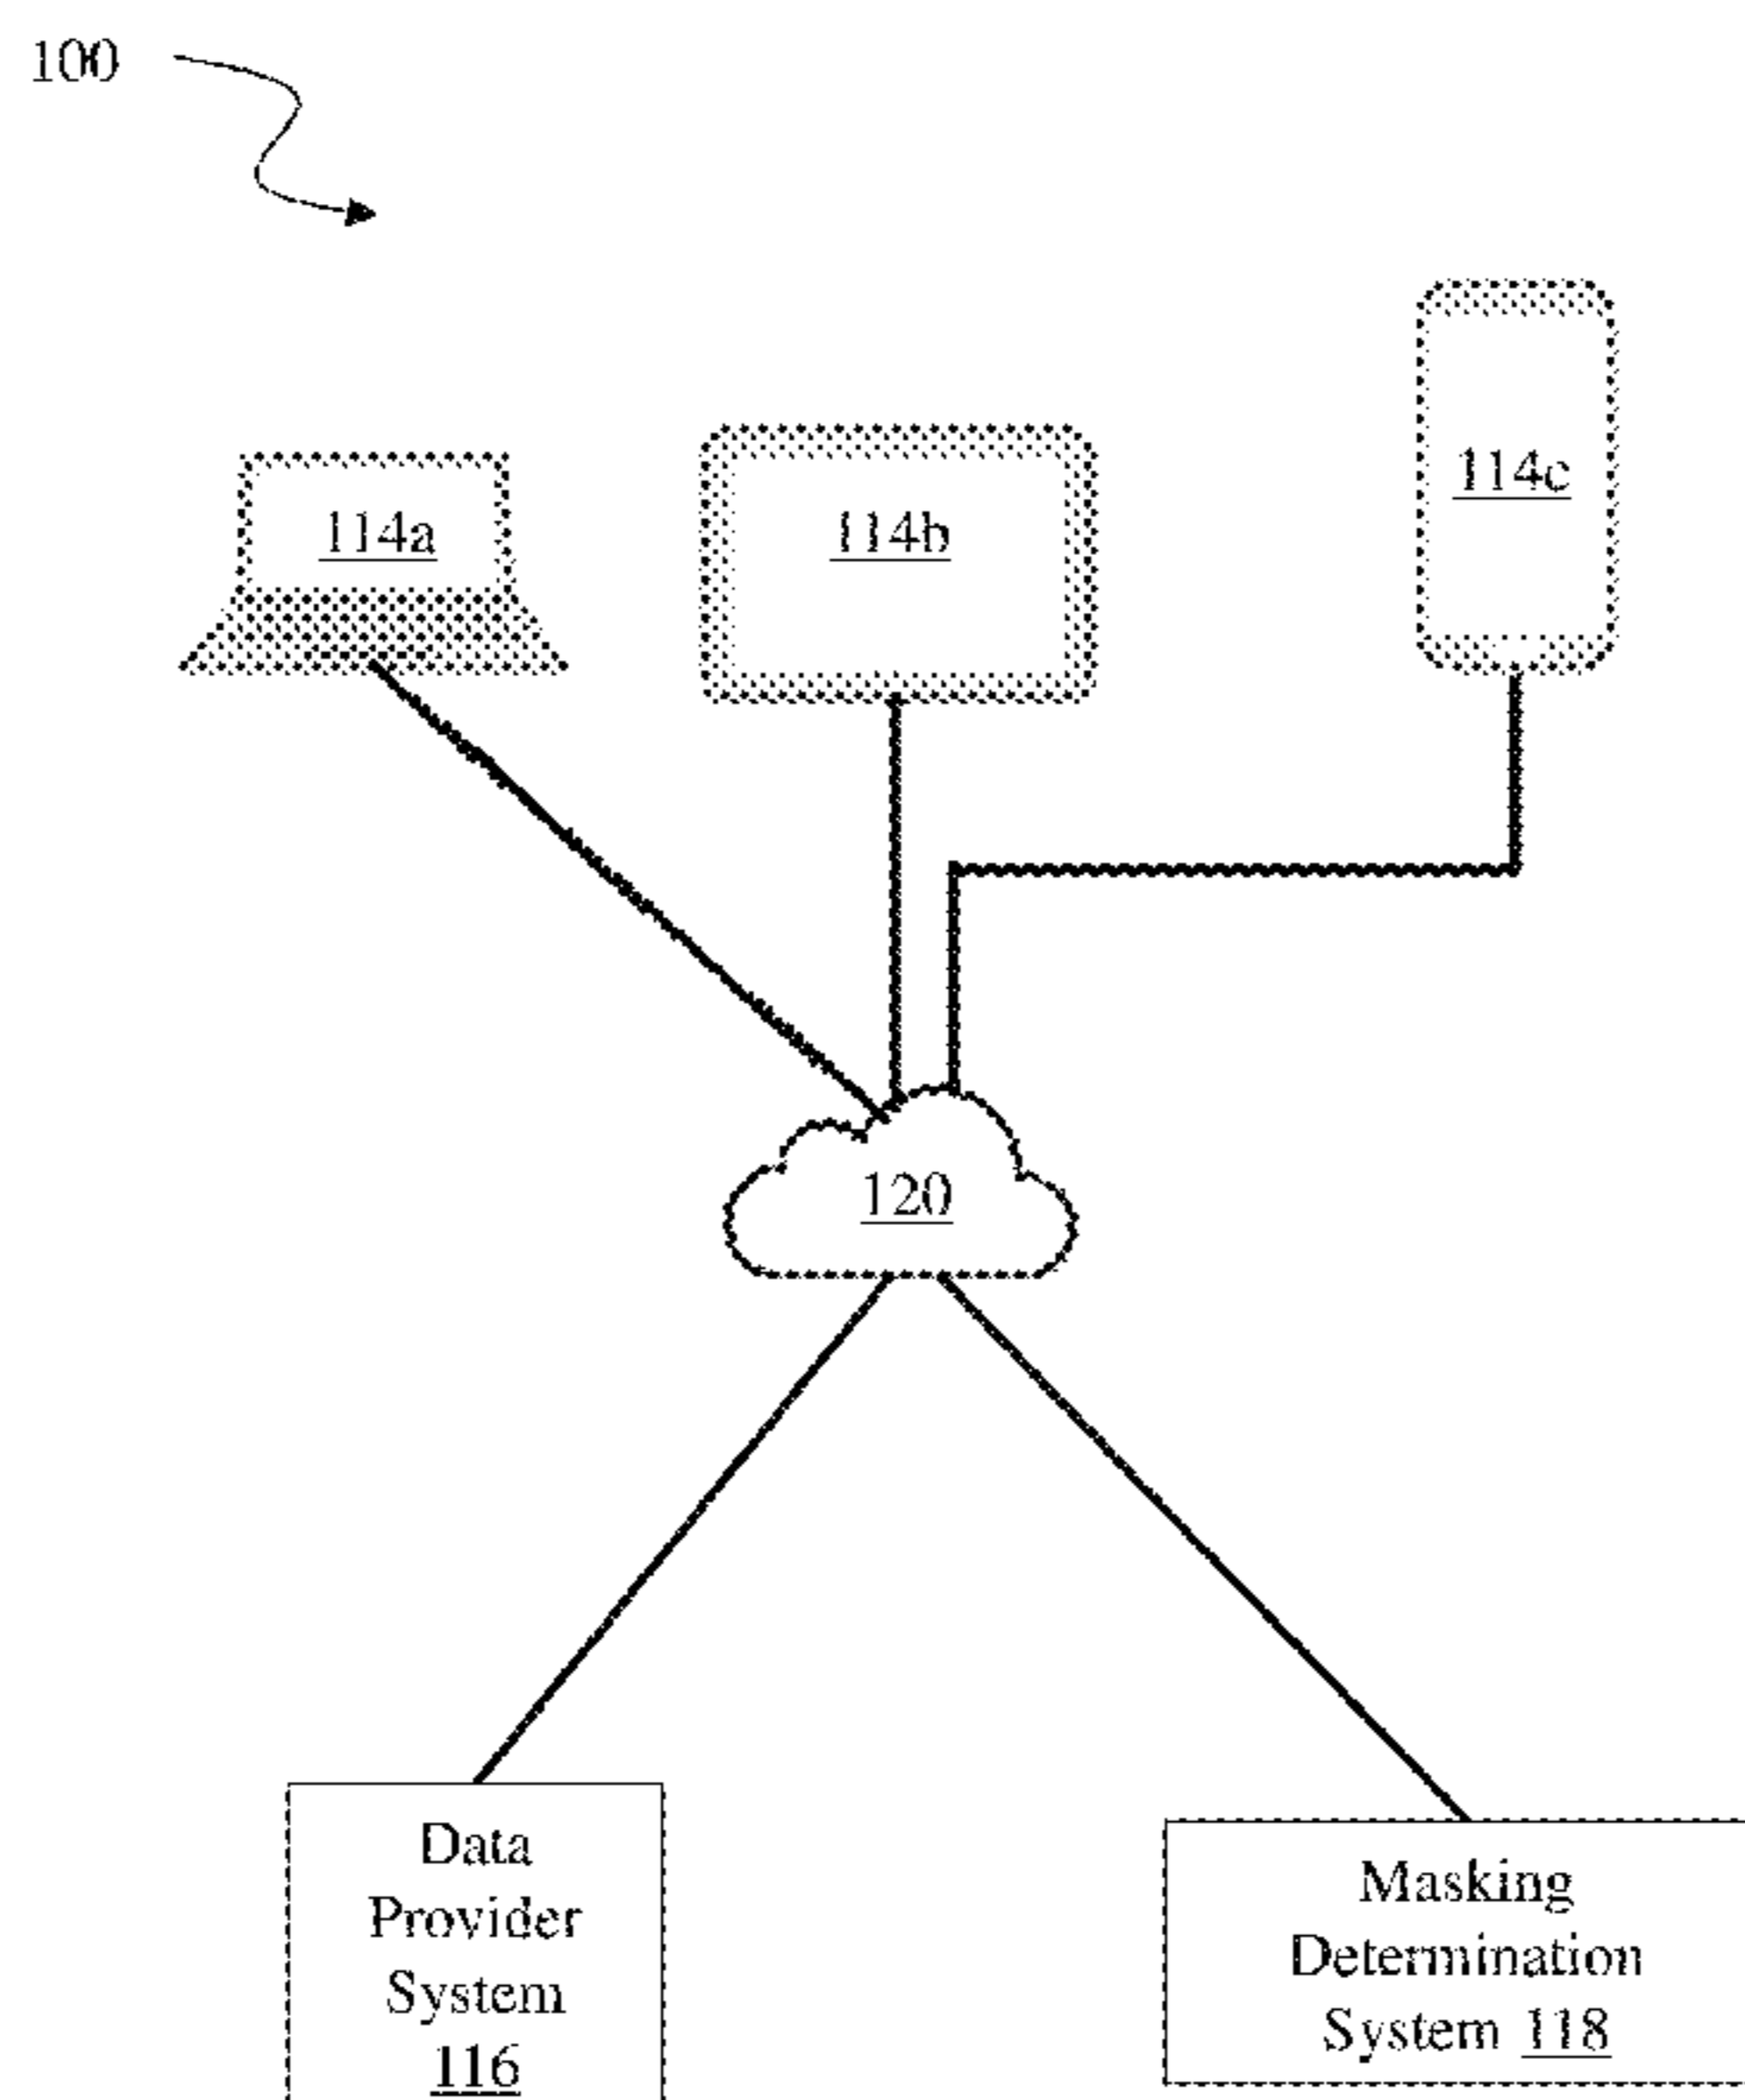 100
114c
114a
114b
120
Data
Provider
System
116
Masking
Determination
System 118